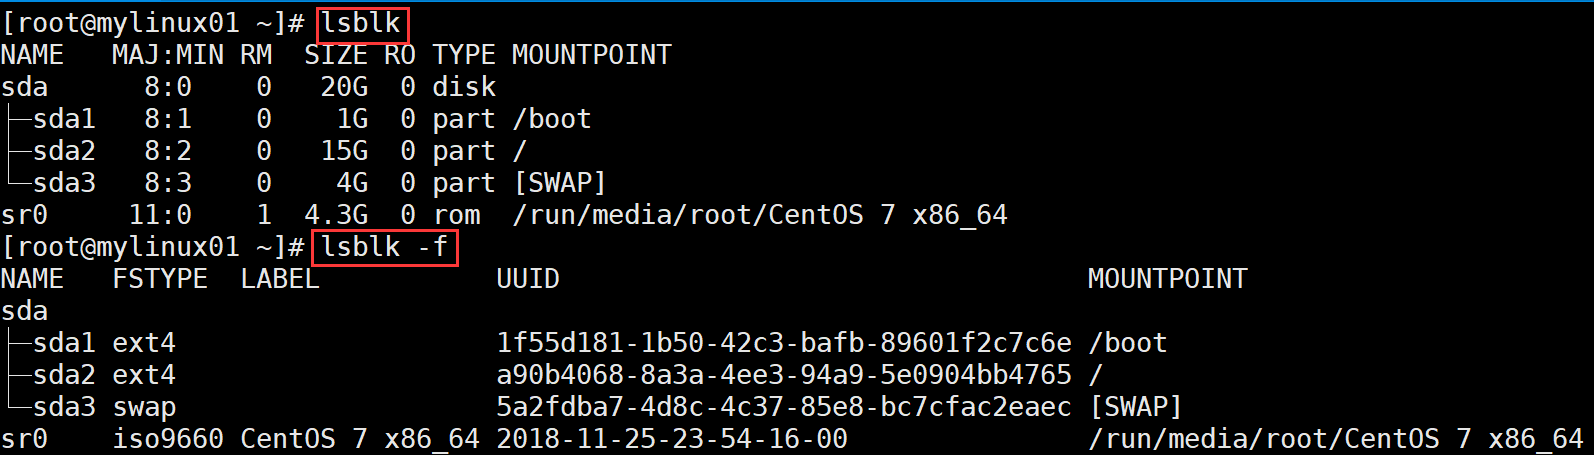 [root@mylinux01 ~]# lsblk
NAME   MAJ:MIN RM  SIZE RO TYPE MOUNTPOINT
sda      8:0    0   20G  0 disk
├─sda1   8:1    0    1G  0 part /boot
├─sda2   8:2    0   15G  0 part /
└─sda3   8:3    0    4G  0 part [SWAP]
sr0     11:0    1  4.3G  0 rom  /run/media/root/CentOS 7 x86_64
[root@mylinux01 ~]# lsblk -f
NAME   FSTYPE  LABEL           UUID                                 MOUNTPOINT
sda
├─sda1 ext4                    1f55d181-1b50-42c3-bafb-89601f2c7c6e /boot
├─sda2 ext4                    a90b4068-8a3a-4ee3-94a9-5e0904bb4765 /
└─sda3 swap                    5a2fdba7-4d8c-4c37-85e8-bc7cfac2eaec [SWAP]
sr0    iso9660 CentOS 7 x86_64 2018-11-25-23-54-16-00               /run/media/root/CentOS 7 x86_64